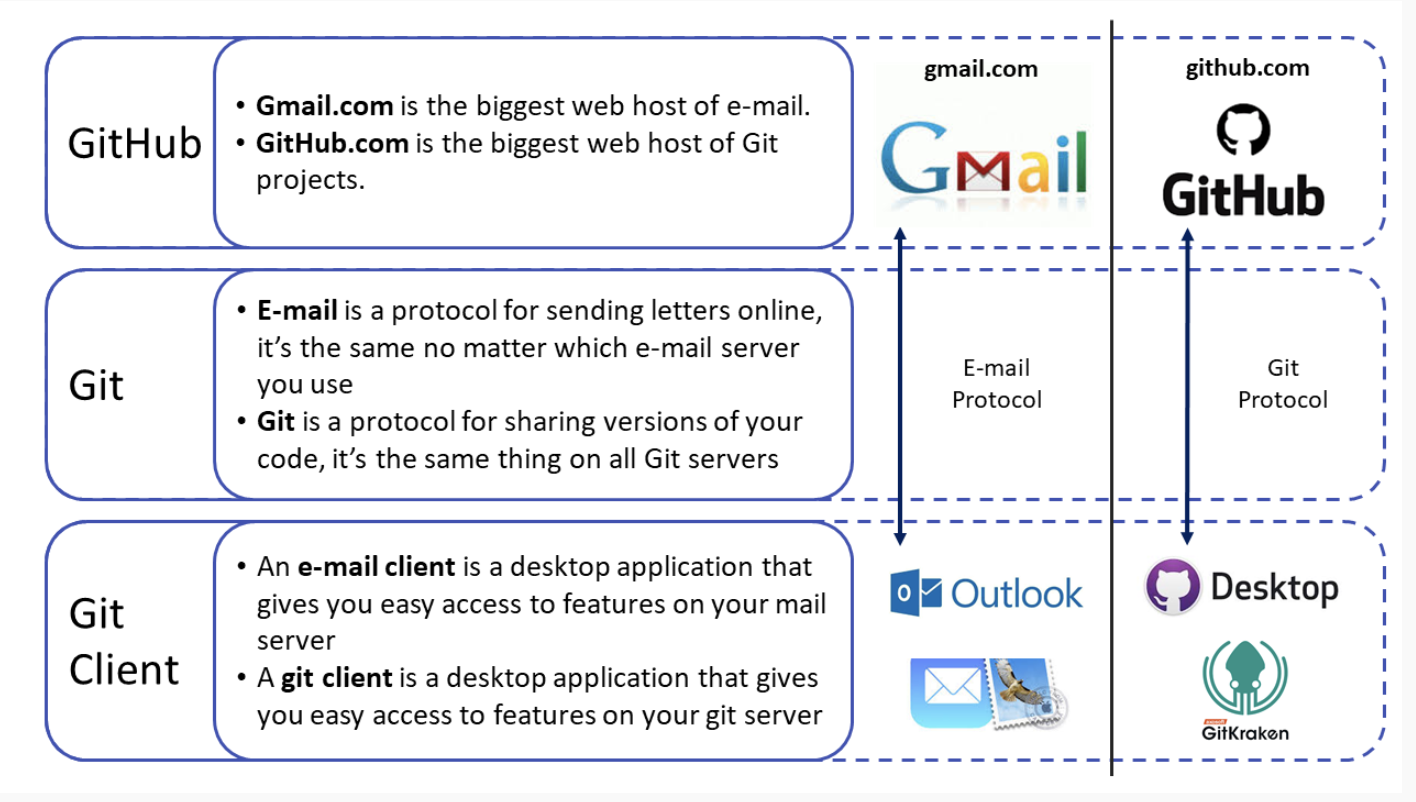 GitHub
• Gmail.com is the biggest web host of e-mail.
• GitHub.com is the biggest web host of Git
projects.
gmail.com
Gmail
github.com
GitHub
Git
• E-mail is a protocol for sending letters online,
it’s the same no matter which e-mail server
you use
• Git is a protocol for sharing versions of your
code, it’s the same thing on all Git servers
E-mail
Protocol
Git
Protocol
Git
Client
• An e-mail client is a desktop application that
gives you easy access to features on your mail
server
• A git client is a desktop application that gives
you easy access to features on your git server
Outlook
Desktop
GitKraken